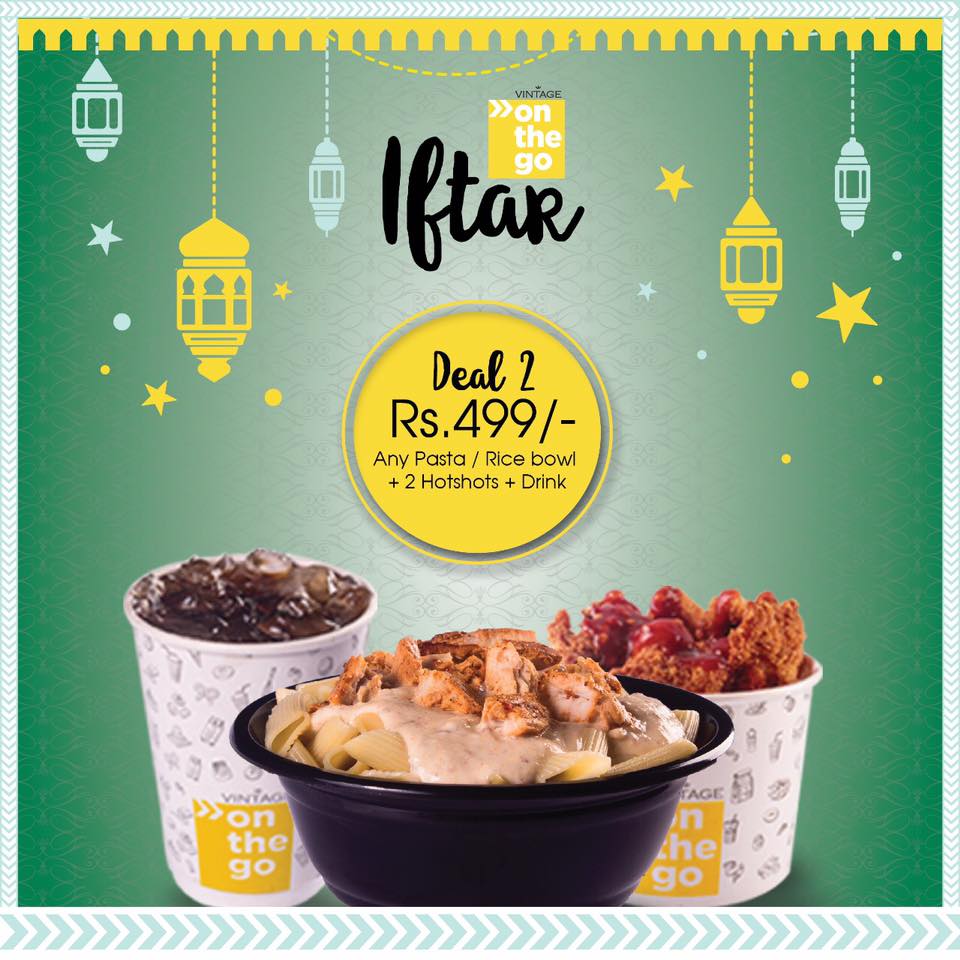 VINTAGE
»on
the
go
Iftar
Deal 2
Rs.499/-
Any Pasta / Rice bowl
+ 2 Hotshots + Drink
VINTAGE
»on
the
go
TAGE
on
the
go